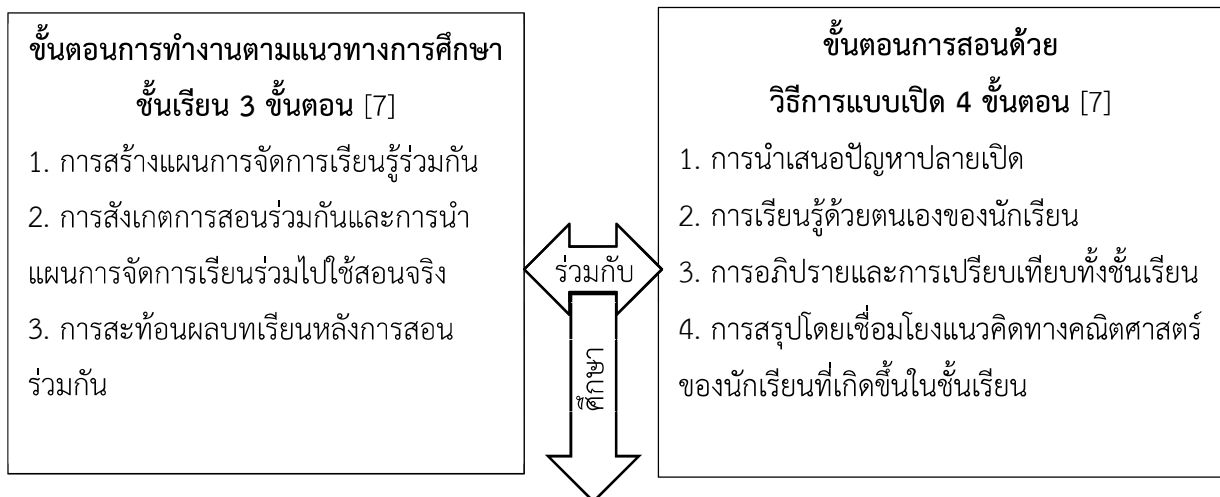 ขั้นตอนการทำงานตามแนวทางการศึกษา
ชั้นเรียน 3 ขั้นตอน [7]
1. การสร้างแผนการจัดการเรียนรู้ร่วมกัน
2. การสังเกตการสอนร่วมกันและการนำ
แผนการจัดการเรียนร่วมไปใช้สอนจริง
3. การสะท้อนผลบทเรียนหลังการสอน
ร่วมกัน
ร่วมกับ
ศึกษา
ขั้นตอนการสอนด้วย
วิธีการแบบเปิด 4 ขั้นตอน [7]
1. การนำเสนอปัญหาปลายเปิด
2. การเรียนรู้ด้วยตนเองของนักเรียน
3. การอภิปรายและการเปรียบเทียบทั้งชั้นเรียน
4. การสรุปโดยเชื่อมโยงแนวคิดทางคณิตศาสตร์
ของนักเรียนที่เกิดขึ้นในชั้นเรียน